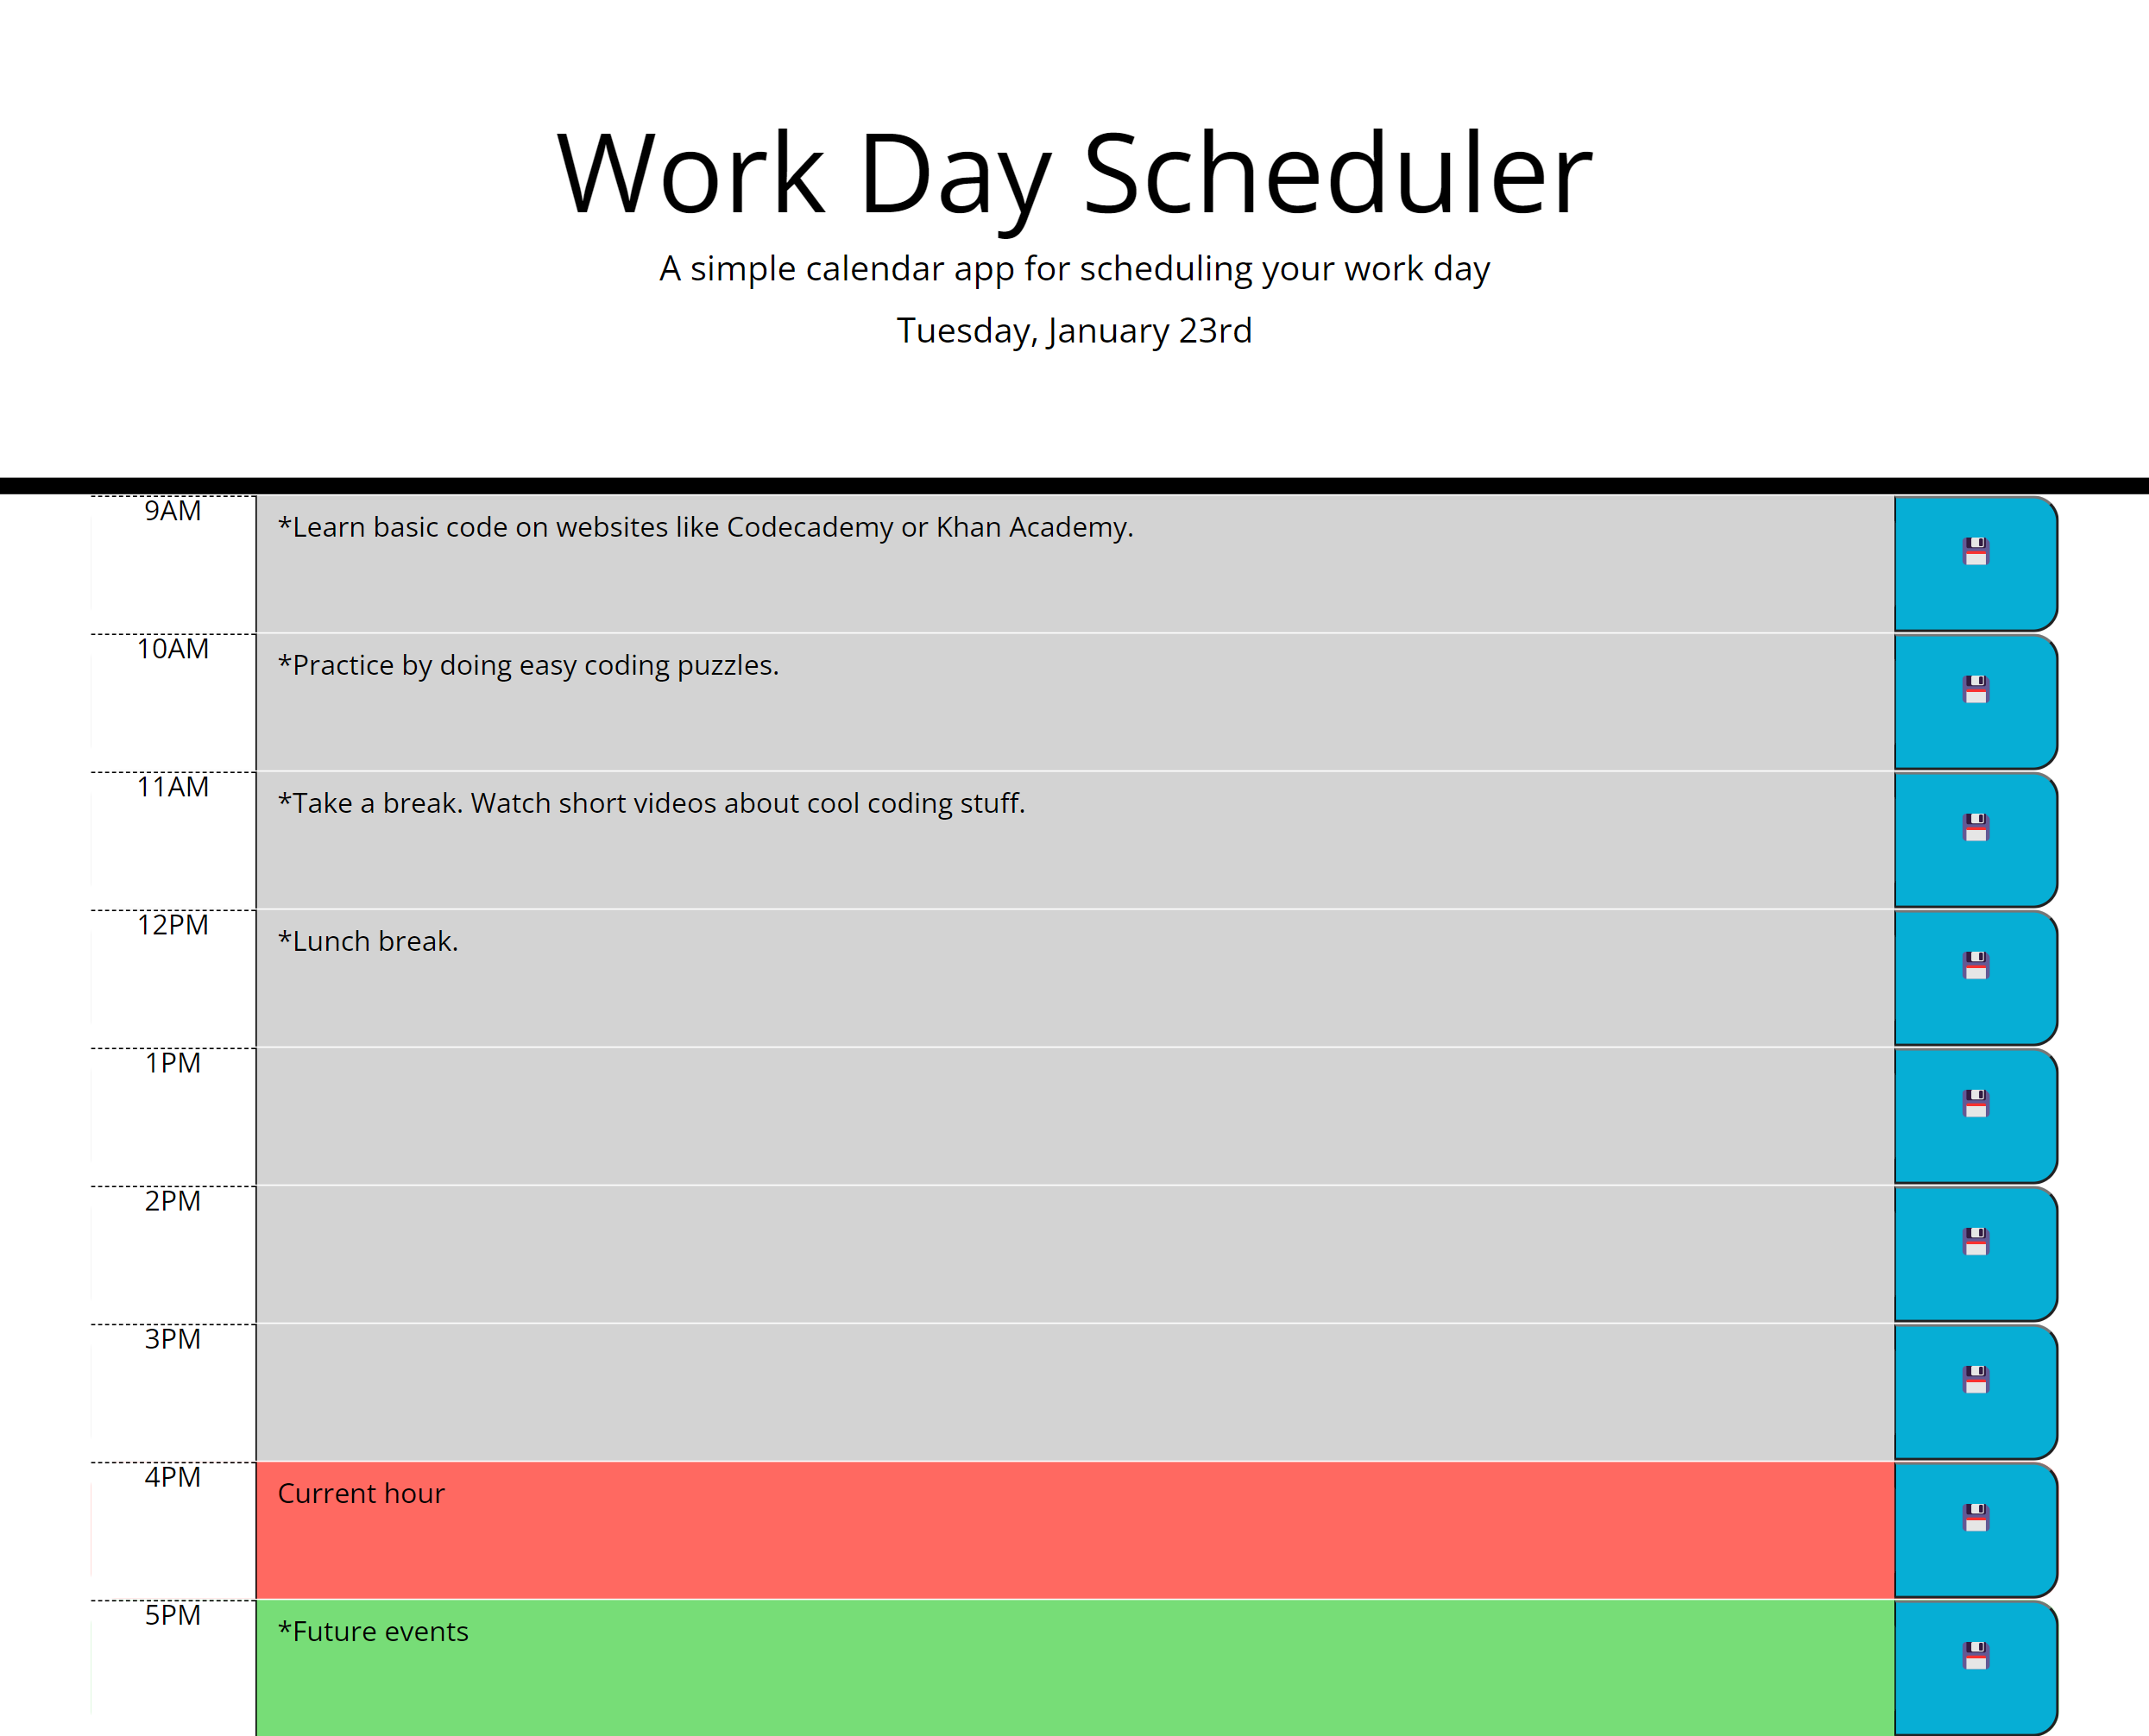 Work Day Scheduler
A simple calendar app for scheduling your work day
Tuesday, January 23rd
9AM
*Learn basic code on websites like Codecademy or Khan Academy.
10AM
*Practice by doing easy coding puzzles.
11AM
*Take a break. Watch short videos about cool coding stuff.
12PM
*Lunch break.
1PM
2PM
3PM
4PM
Current hour
5PM
*Future events